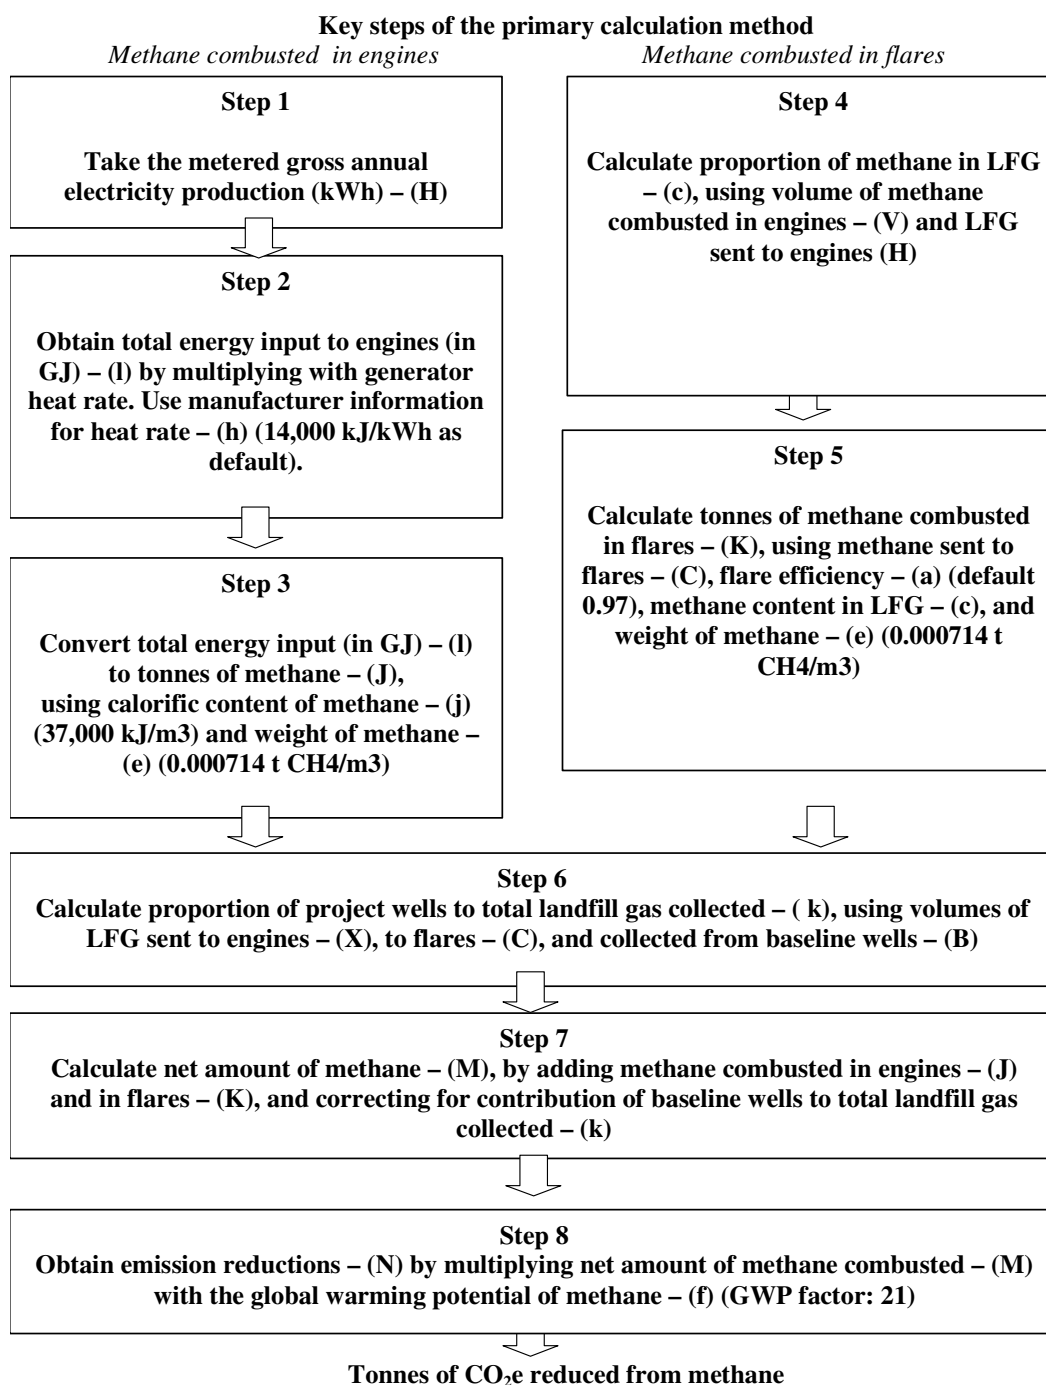 Key steps of the primary calculation method
Methane combusted  in engines
Methane combusted in flares
Step 1
Take the metered gross annual
electricity production (kWh) – (H)
Step 2
Obtain total energy input to engines (in
GJ) – (l) by multiplying with generator
heat rate. Use manufacturer information
for heat rate – (h) (14,000 kJ/kWh as
default).
Step 3
Convert total energy input (in GJ) – (l)
to tonnes of methane – (J),
using calorific content of methane – (j)
(37,000 kJ/m3) and weight of methane –
(e) (0.000714 t CH4/m3)
Step 4
Calculate proportion of methane in LFG
– (c), using volume of methane
combusted in engines – (V) and LFG
sent to engines (H)
Step 5
Calculate tonnes of methane combusted
in flares – (K), using methane sent to
flares – (C), flare efficiency – (a) (default
0.97), methane content in LFG – (c), and
weight of methane – (e) (0.000714 t
CH4/m3)
Step 6
Calculate proportion of project wells to total landfill gas collected – ( k), using volumes of
LFG sent to engines – (X), to flares – (C), and collected from baseline wells – (B)
Step 7
Calculate net amount of methane – (M), by adding methane combusted in engines – (J)
and in flares – (K), and correcting for contribution of baseline wells to total landfill gas
collected – (k)
Step 8
Obtain emission reductions – (N) by multiplying net amount of methane combusted – (M)
with the global warming potential of methane – (f) (GWP factor: 21)
Tonnes of CO₂e reduced from methane